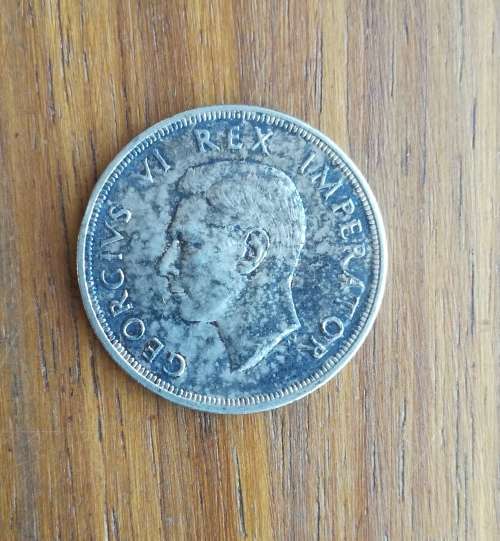 GEORGIVS VI REX IMPERATOR